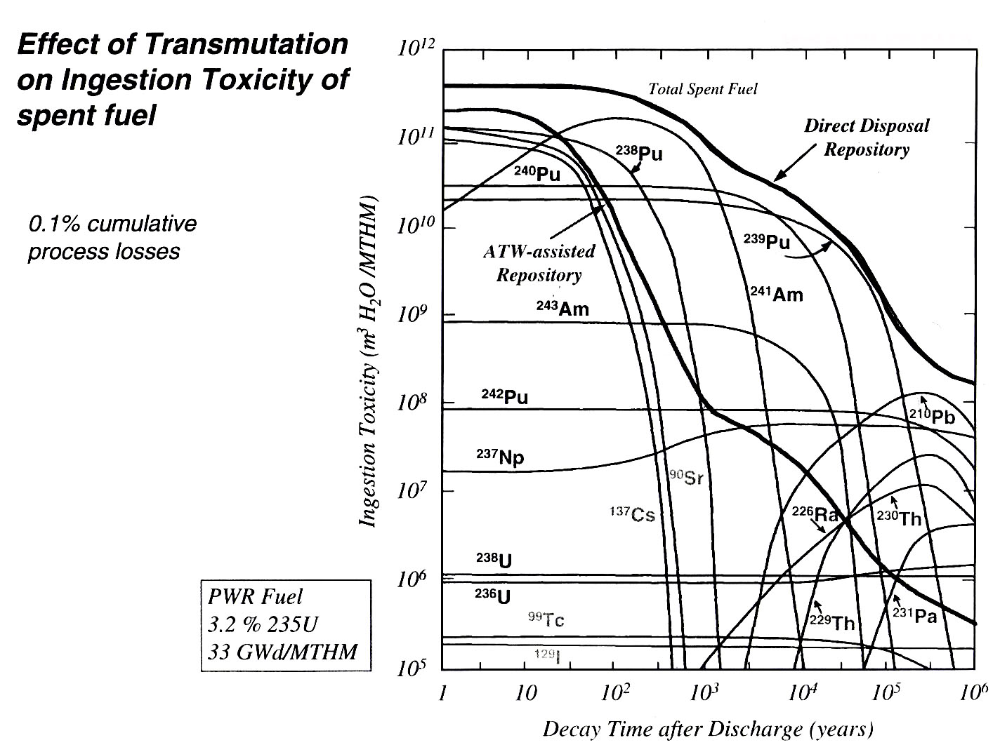 Effect of Transmutation
on Ingestion Toxicity of
spent fuel
0.1% cumulative
process losses
PWR Fuel
3.2 % 235U
33 GWd/MTHM
Ingestion Toxicity (m³ H₂O /MTHM)
10¹²
10¹¹
10¹⁰
10⁹
10⁸
10⁷
10⁶
10⁵
Total Spent Fuel
Direct Disposal
Repository
²³⁸Pu
²⁴⁰Pu
²³⁹Pu
ATW-assisted
Repository
²⁴¹Am
²⁴³Am
²⁴²Pu
²¹⁰Pb
²³⁷Np
⁹⁰Sr
¹³⁷Cs
²²⁶Ra
²³⁰Th
²³⁸U
²³⁶U
⁹⁹Tc
²²⁹Th
²³¹Pa
¹²⁹I
1
10
10²
10³
10⁴
10⁵
10⁶
Decay Time after Discharge (years)